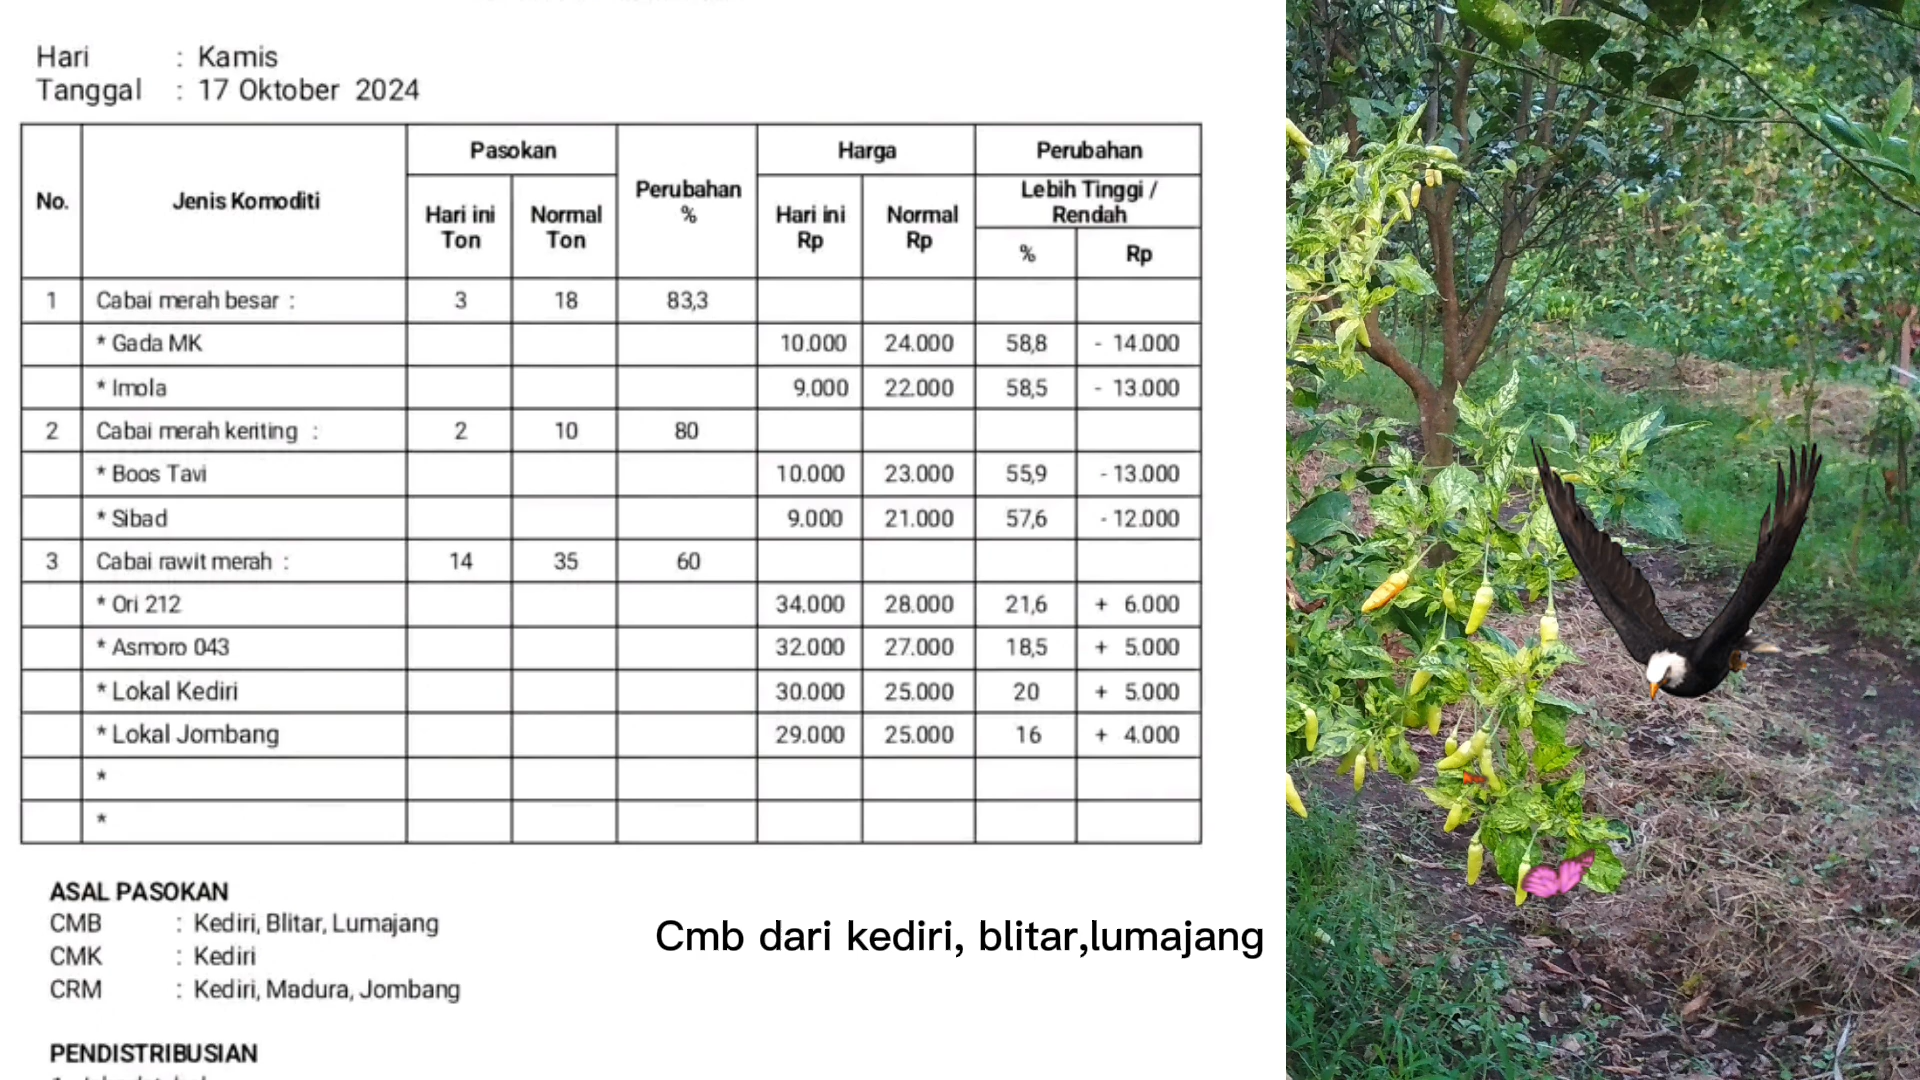 Hari : Kamis
Tanggal : 17 Oktober 2024
No. Jenis Komoditi Pasokan Perubahan % Harga Perubahan
Hari ini Ton Normal Ton Hari ini Rp Normal Rp Lebih Tinggi / Rendah
% Rp
1 Cabai merah besar : 3 18 83,3
* Gada MK 10.000 24.000 58,8 - 14.000
* Imola 9.000 22.000 58,5 - 13.000
2 Cabai merah keriting : 2 10 80
* Boos Tavi 10.000 23.000 55,9 - 13.000
* Sibad 9.000 21.000 57,6 - 12.000
3 Cabai rawit merah : 14 35 60
* Ori 212 34.000 28.000 21,6 + 6.000
* Asmoro 043 32.000 27.000 18,5 + 5.000
* Lokal Kediri 30.000 25.000 20 + 5.000
* Lokal Jombang 29.000 25.000 16 + 4.000
*
*
ASAL PASOKAN
CMB : Kediri, Blitar, Lumajang
CMK : Kediri
CRM : Kediri, Madura, Jombang
Cmb dari kediri, blitar,lumajang
PENDISTRIBUSIAN